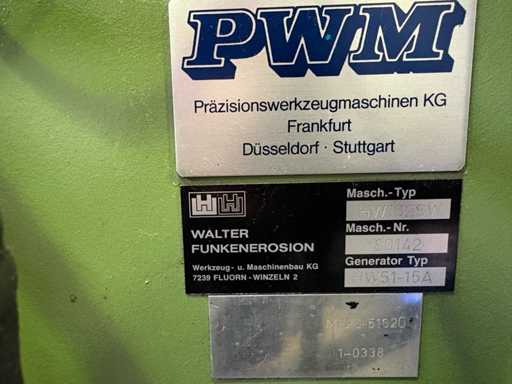 PWM
Präzisionswerkzeugmaschinen KG
Frankfurt
Düsseldorf · Stuttgart
WALTER
FUNKENEROSION
Werkzeug - u. Maschinenbau KG
7239 FLUORN - WINZELN 2
Masch.-Typ
Masch.-Nr.
Generator Typ